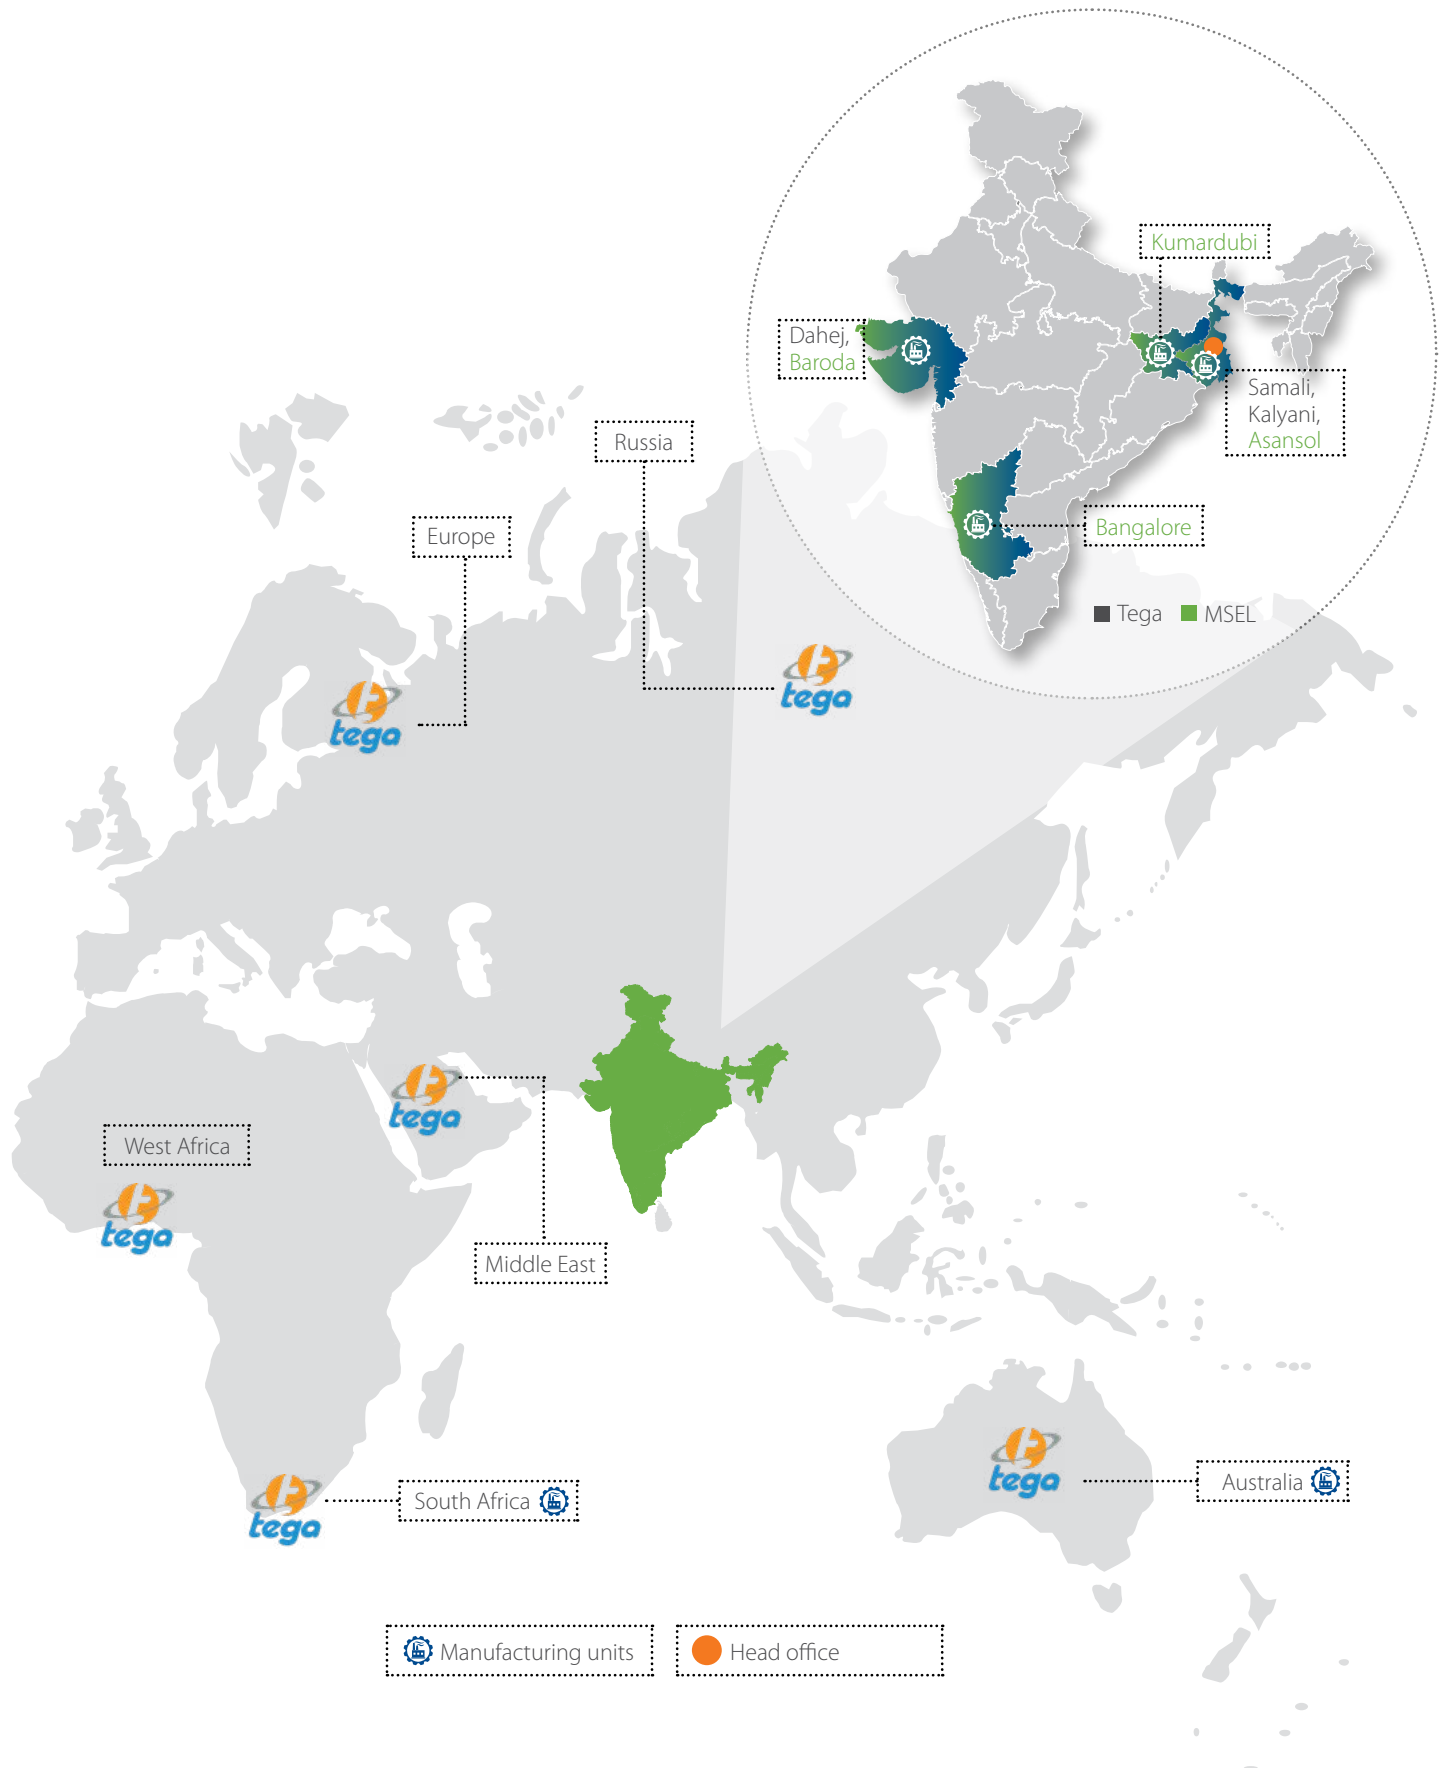 Kumardubi
Dahej,
Baroda
Samali,
Kalyani,
Asansol
Bangalore
Tega
MSEL
Russia
Europe
tega
tega
tega
West Africa
tega
Middle East
tega
South Africa
tega
Australia
Manufacturing units
Head office